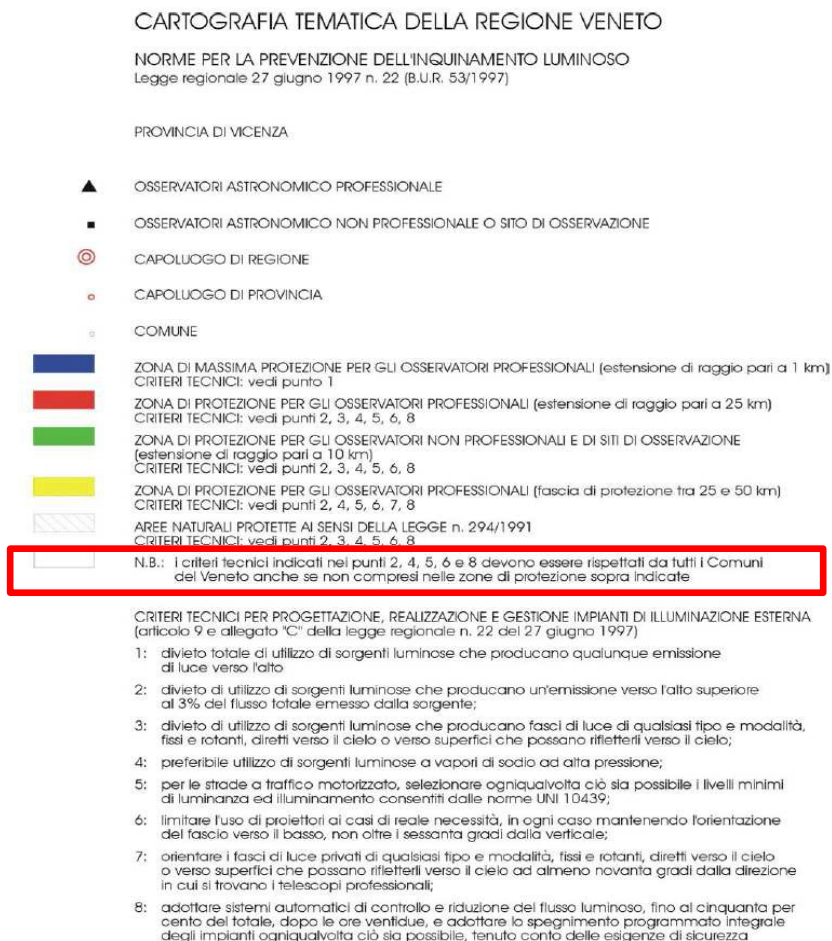 CARTOGRAFIA TEMATICA DELLA REGIONE VENETO
NORME PER LA PREVENZIONE DELL'INQUINAMENTO LUMINOSO
Legge regionale 27 giugno 1997 n. 22 (B.U.R. 53/1997)
PROVINCIA DI VICENZA
OSSERVATORI ASTRONOMICO PROFESSIONALE
OSSERVATORI ASTRONOMICO NON PROFESSIONALE O SITO DI OSSERVAZIONE
CAPOLUOGO DI REGIONE
CAPOLUOGO DI PROVINCIA
COMUNE
ZONA DI MASSIMA PROTEZIONE PER GLI OSSERVATORI PROFESSIONALI (estensione di raggio pari a 1 km)
CRITERI TECNICI: vedi punto 1
ZONA DI PROTEZIONE PER GLI OSSERVATORI PROFESSIONALI (estensione di raggio pari a 25 km)
CRITERI TECNICI: vedi punti 2, 3, 4, 5, 6, 8
ZONA DI PROTEZIONE PER GLI OSSERVATORI NON PROFESSIONALI E DI SITI DI OSSERVAZIONE
(estensione di raggio pari a 10 km)
CRITERI TECNICI: vedi punti 2, 3, 4, 5, 6, 8
ZONA DI PROTEZIONE PER GLI OSSERVATORI PROFESSIONALI (fascia di protezione tra 25 e 50 km)
CRITERI TECNICI: vedi punti 2, 4, 5, 6, 7, 8
AREE NATURALI PROTETTE AI SENSI DELLA LEGGE n. 294/1991
CRITERI TECNICI: vedi punti 2, 3, 4, 5, 6, 8
N.B.: i criteri tecnici indicati nei punti 2, 4, 5, 6 e 8 devono essere rispettati da tutti i Comuni
del Veneto anche se non compresi nelle zone di protezione sopra indicate
CRITERI TECNICI PER PROGETTAZIONE, REALIZZAZIONE E GESTIONE IMPIANTI DI ILLUMINAZIONE ESTERNA
(articolo 9 e allegato "C" della legge regionale n. 22 del 27 giugno 1997)
1: divieto totale di utilizzo di sorgenti luminose che producano qualunque emissione
di luce verso l'alto
2: divieto di utilizzo di sorgenti luminose che producano un'emissione verso l'alto superiore
al 3% del flusso totale emesso dalla sorgente;
3: divieto di utilizzo di sorgenti luminose che producano fasci di luce di qualsiasi tipo e modalità,
fissi e rotanti, diretti verso il cielo o verso superfici che possano rifletterli verso il cielo;
4: preferibile utilizzo di sorgenti luminose a vapori di sodio ad alta pressione;
5: per le strade a traffico motorizzato, selezionare ogniqualvolta ciò sia possibile i livelli minimi
di luminanza ed illuminamento consentiti dalle norme UNI 10439;
6: limitare l'uso di proiettori ai casi di reale necessità, in ogni caso mantenendo l'orientazione
del fascio verso il basso, non oltre i sessanta gradi dalla verticale;
7: orientare i fasci di luce privati di qualsiasi tipo e modalità, fissi e rotanti, diretti verso il cielo
o verso superfici che possano rifletterli verso il cielo ad almeno novanta gradi dalla direzione
in cui si trovano i telescopi professionali;
8: adottare sistemi automatici di controllo e riduzione del flusso luminoso, fino al cinquanta per
cento del totale, dopo le ore ventidue, e adottare lo spegnimento programmato integrale
degli impianti ogniqualvolta ciò sia possibile, tenuto conto delle esigenze di sicurezza